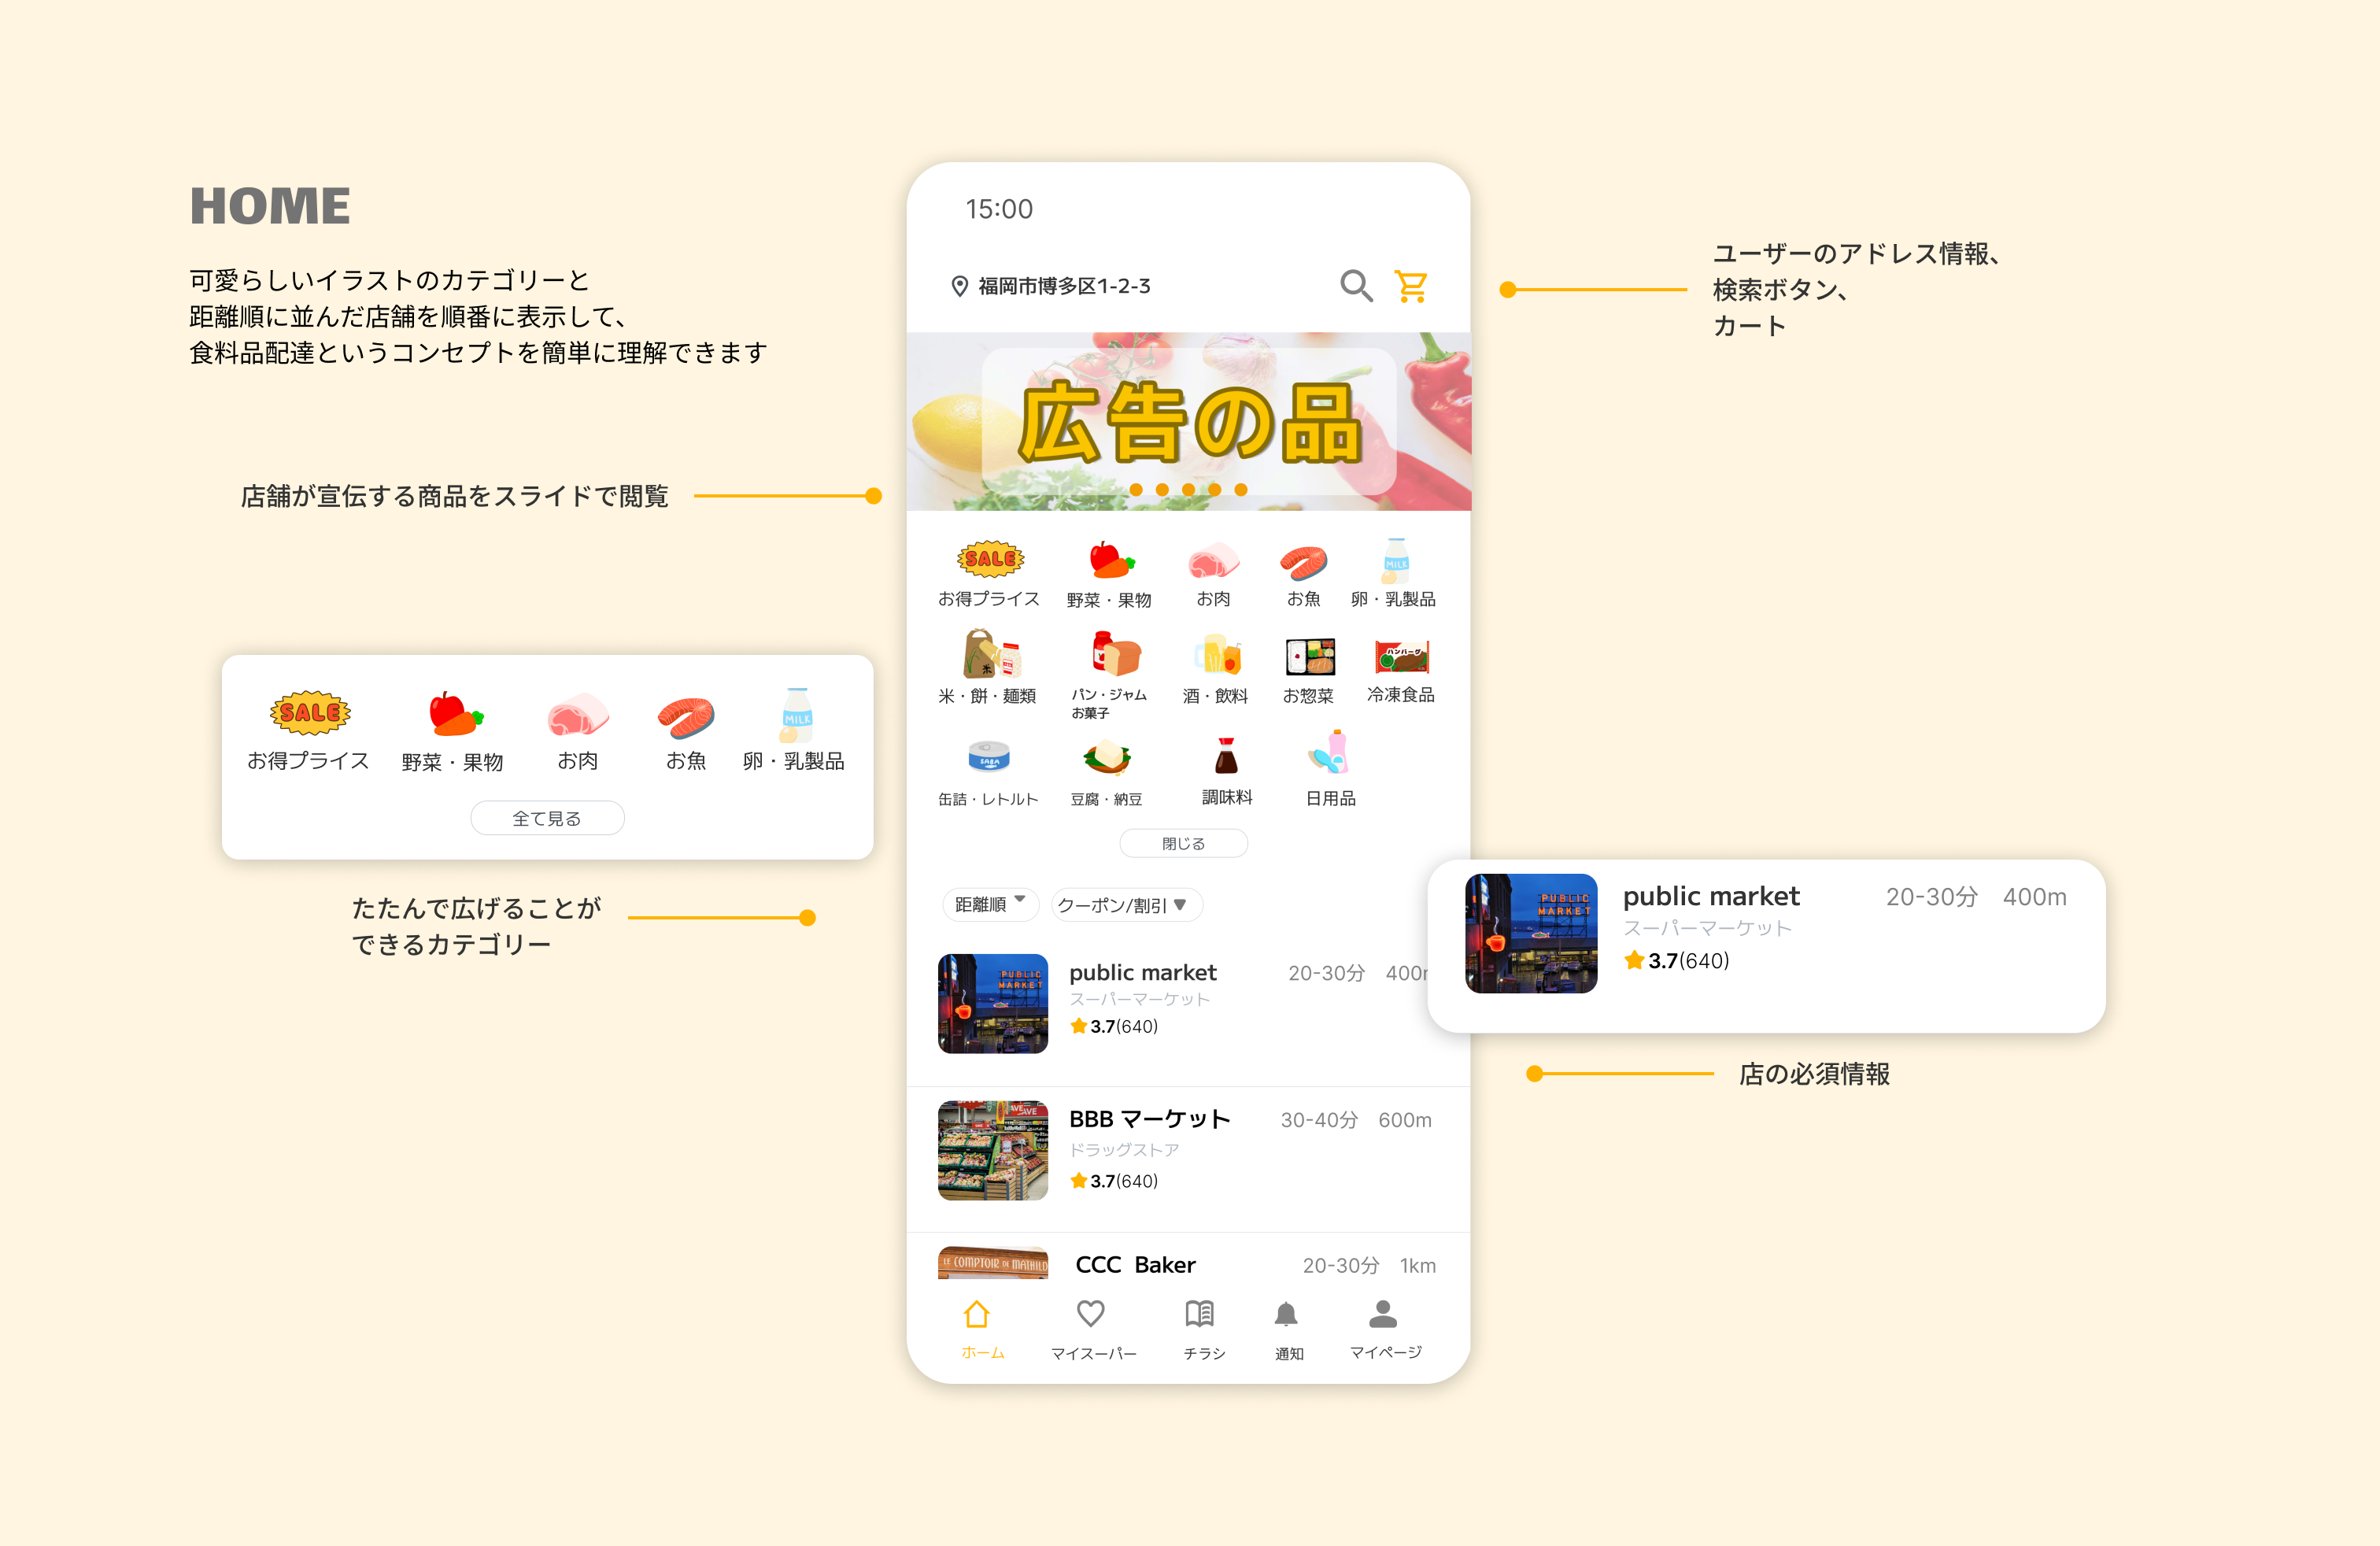 HOME
可愛らしいイラストのカテゴリーと
距離順に並んだ店舗を順番に表示して、
食料品配達というコンセプトを簡単に理解できます
店舗が宣伝する商品をスライドで閲覧
SALE
MILK
お得プライス 野菜・果物 お肉 お魚 卵・乳製品
全て見る
たたんで広げることが
できるカテゴリー
15:00
福岡市博多区1-2-3
広告の品
SALE
MILK
お得プライス 野菜・果物 お肉 お魚 卵・乳製品
米
ハンバーグ
米・餅・麺類 パン・ジャム 酒・飲料 お惣菜 冷凍食品
お菓子
SABA
缶詰・レトルト 豆腐・納豆 調味料 日用品
閉じる
距離順 クーポン/割引
PUBLIC
MARKET
public market 20-30分 400
スーパーマーケット
3.7(640)
BBB マーケット 30-40分 600m
ドラッグストア
3.7(640)
LE COMPTOIR DE MATHILD
CCC Baker 20-30分 1km
ホーム マイスーパー チラシ 通知 マイページ
ユーザーのアドレス情報、
検索ボタン、
カート
PUBLIC
MARKET
public market 20-30分 400m
スーパーマーケット
3.7(640)
店の必須情報